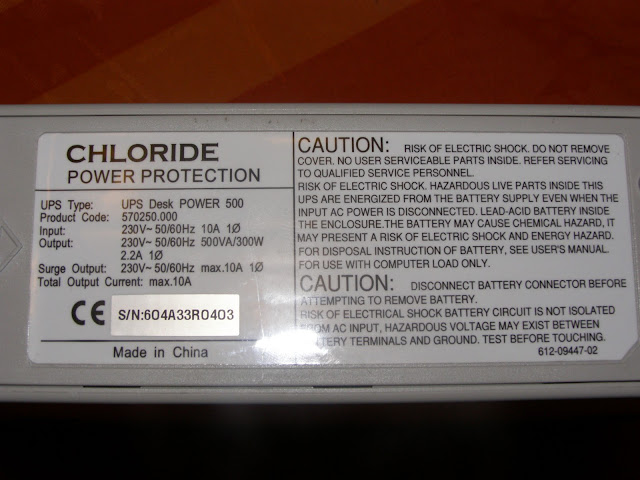 CHLORIDE
POWER PROTECTION
UPS Type: UPS Desk POWER 500
Product Code: 570250.000
Input: 230V~ 50/60Hz 10A 1Ø
Output: 230V~ 50/60Hz 500VA/300W
2.2A 1Ø
Surge Output: 230V~ 50/60Hz max.10A 1Ø
Total Output Current: max.10A
CE S/N:604A33R0403
Made in China
CAUTION: RISK OF ELECTRIC SHOCK. DO NOT REMOVE
COVER. NO USER SERVICEABLE PARTS INSIDE. REFER SERVICING
TO QUALIFIED SERVICE PERSONNEL.
RISK OF ELECTRIC SHOCK. HAZARDOUS LIVE PARTS INSIDE THIS
UPS ARE ENERGIZED FROM THE BATTERY SUPPLY EVEN WHEN THE
INPUT AC POWER IS DISCONNECTED. LEAD-ACID BATTERY INSIDE
THE ENCLOSURE.THE BATTERY MAY CAUSE CHEMICAL HAZARD, IT
MAY PRESENT A RISK OF ELECTRIC SHOCK AND ENERGY HAZARD.
FOR DISPOSAL INSTRUCTION OF BATTERY, SEE USER'S MANUAL.
FOR USE WITH COMPUTER LOAD ONLY.
CAUTION: DISCONNECT BATTERY CONNECTOR BEFORE
ATTEMPTING TO REMOVE BATTERY.
RISK OF ELECTRICAL SHOCK BATTERY CIRCUIT IS NOT ISOLATED
FROM AC INPUT, HAZARDOUS VOLTAGE MAY EXIST BETWEEN
BATTERY TERMINALS AND GROUND. TEST BEFORE TOUCHING.
612-09447-02